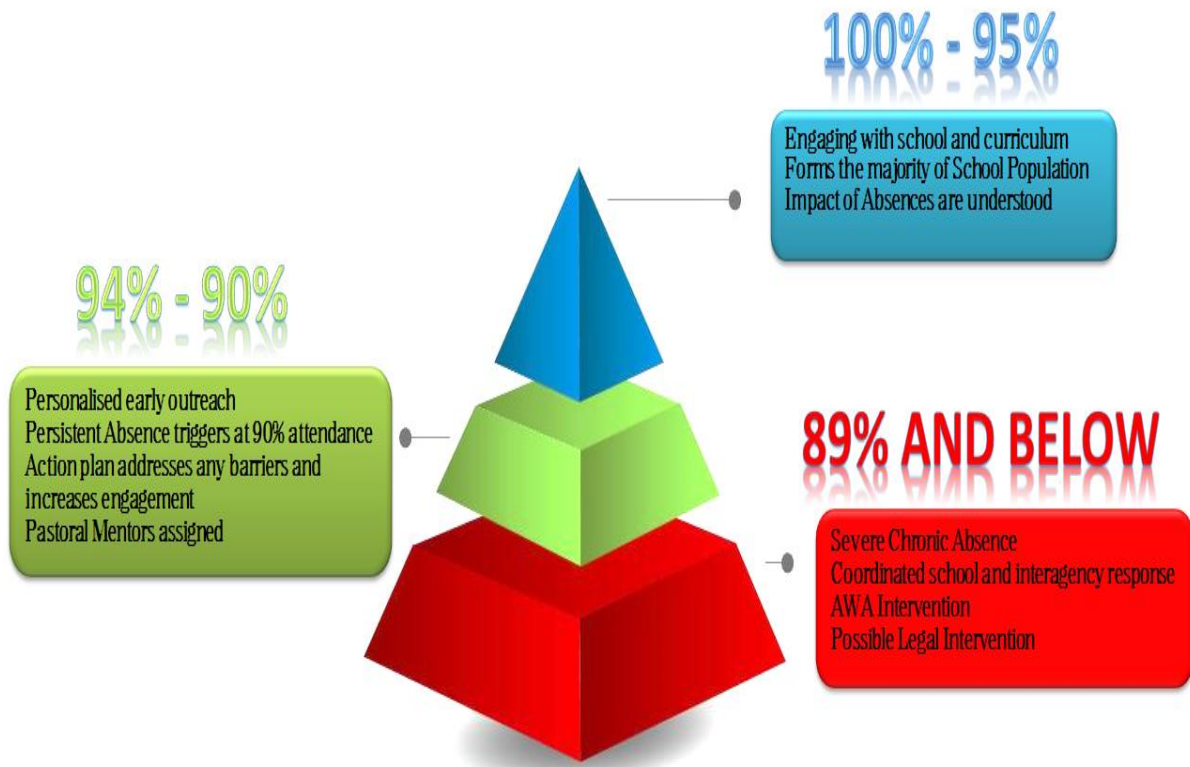 100% - 95%
Engaging with school and curriculum
Forms the majority of School Population
Impact of Absences are understood
94% - 90%
Personalised early outreach
Persistent Absence triggers at 90% attendance
Action plan addresses any barriers and
increases engagement
Pastoral Mentors assigned
89% AND BELOW
Severe Chronic Absence
Coordinated school and interagency response
AWA Intervention
Possible Legal Intervention